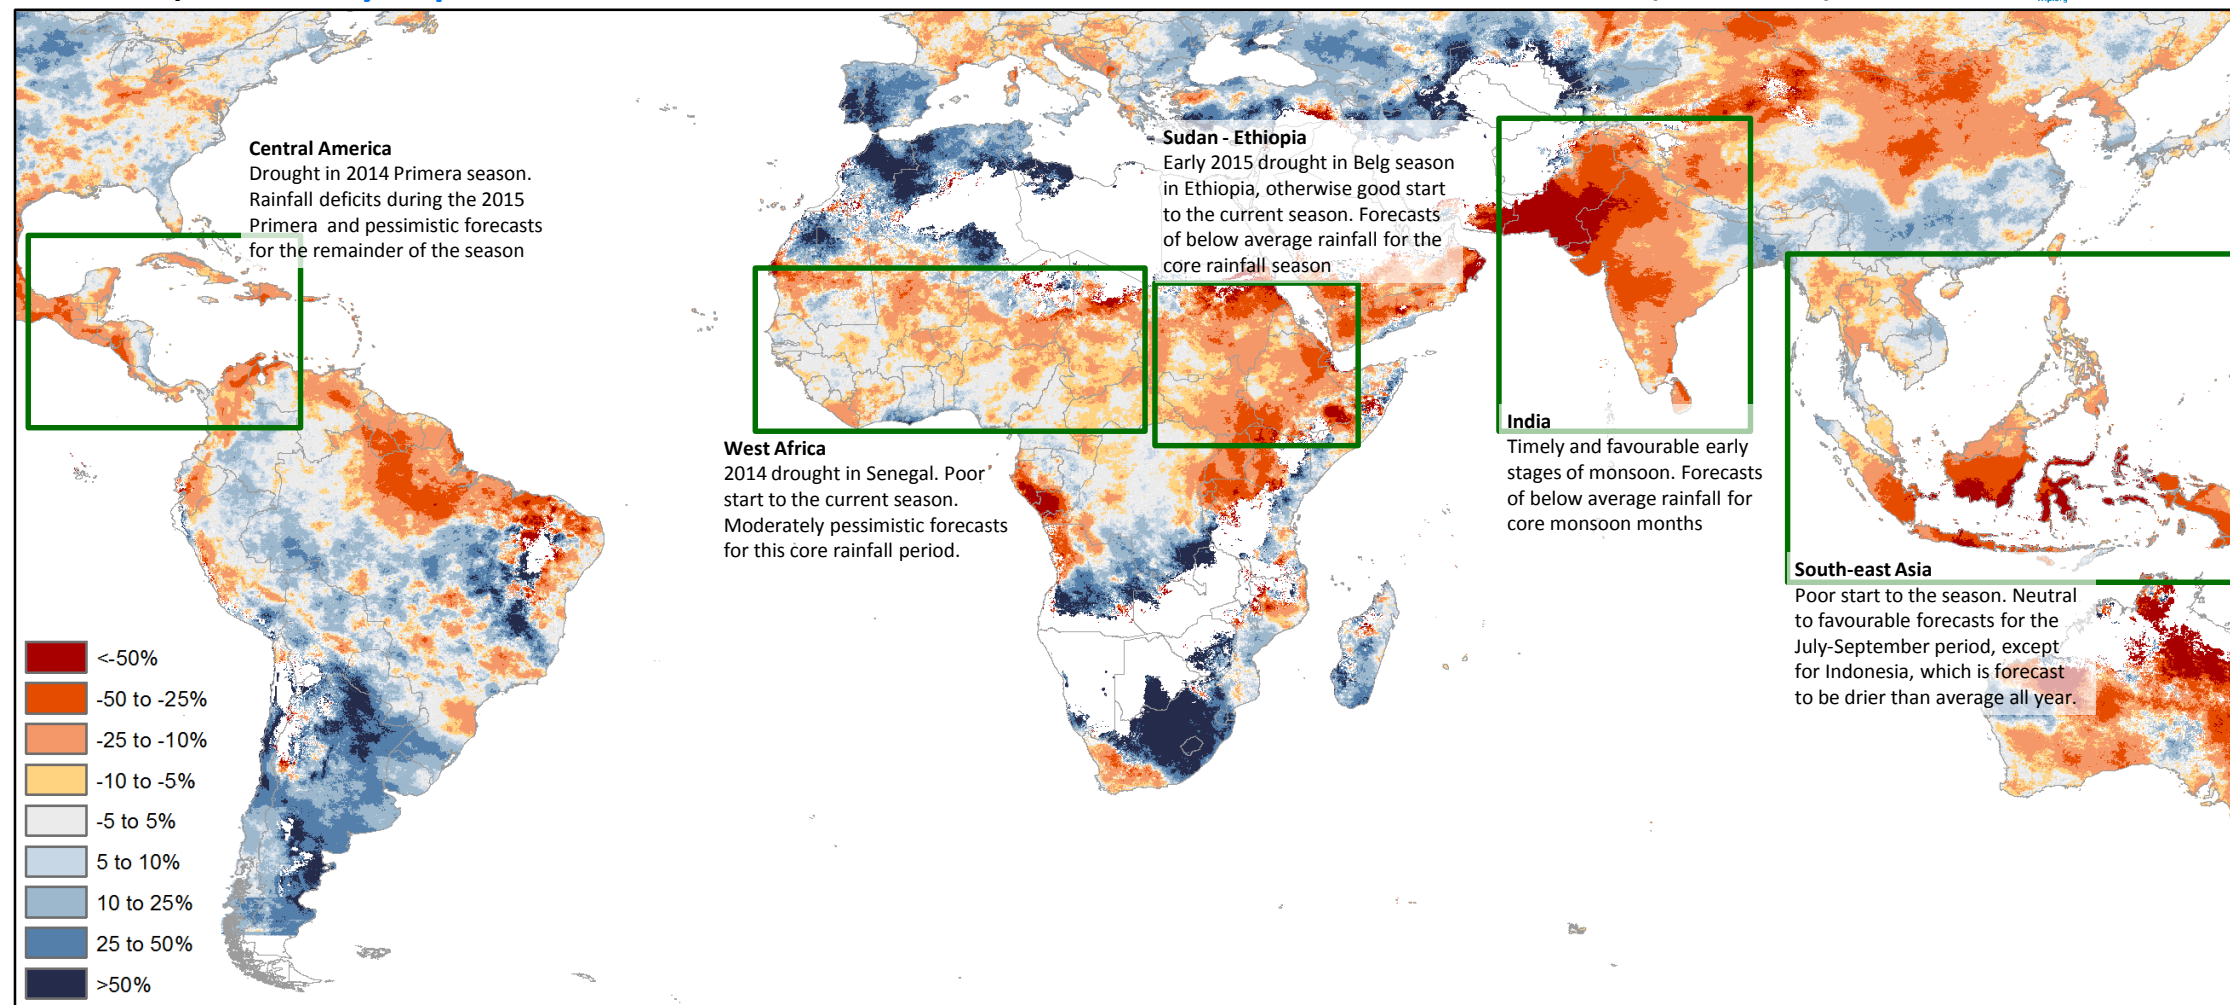 Central America
Drought in 2014 Primera season.
Rainfall deficits during the 2015
Primera and pessimistic forecasts
for the remainder of the season
Sudan - Ethiopia
Early 2015 drought in Belg season
in Ethiopia, otherwise good start
to the current season. Forecasts
of below average rainfall for the
core rainfall season
West Africa
2014 drought in Senegal. Poor
start to the current season.
Moderately pessimistic forecasts
for this core rainfall period.
India
Timely and favourable early
stages of monsoon. Forecasts
of below average rainfall for
core monsoon months
South-east Asia
Poor start to the season. Neutral
to favourable forecasts for the
July-September period, except
for Indonesia, which is forecast
to be drier than average all year.
<-50%
-50 to -25%
-25 to -10%
-10 to -5%
-5 to 5%
5 to 10%
10 to 25%
25 to 50%
>50%